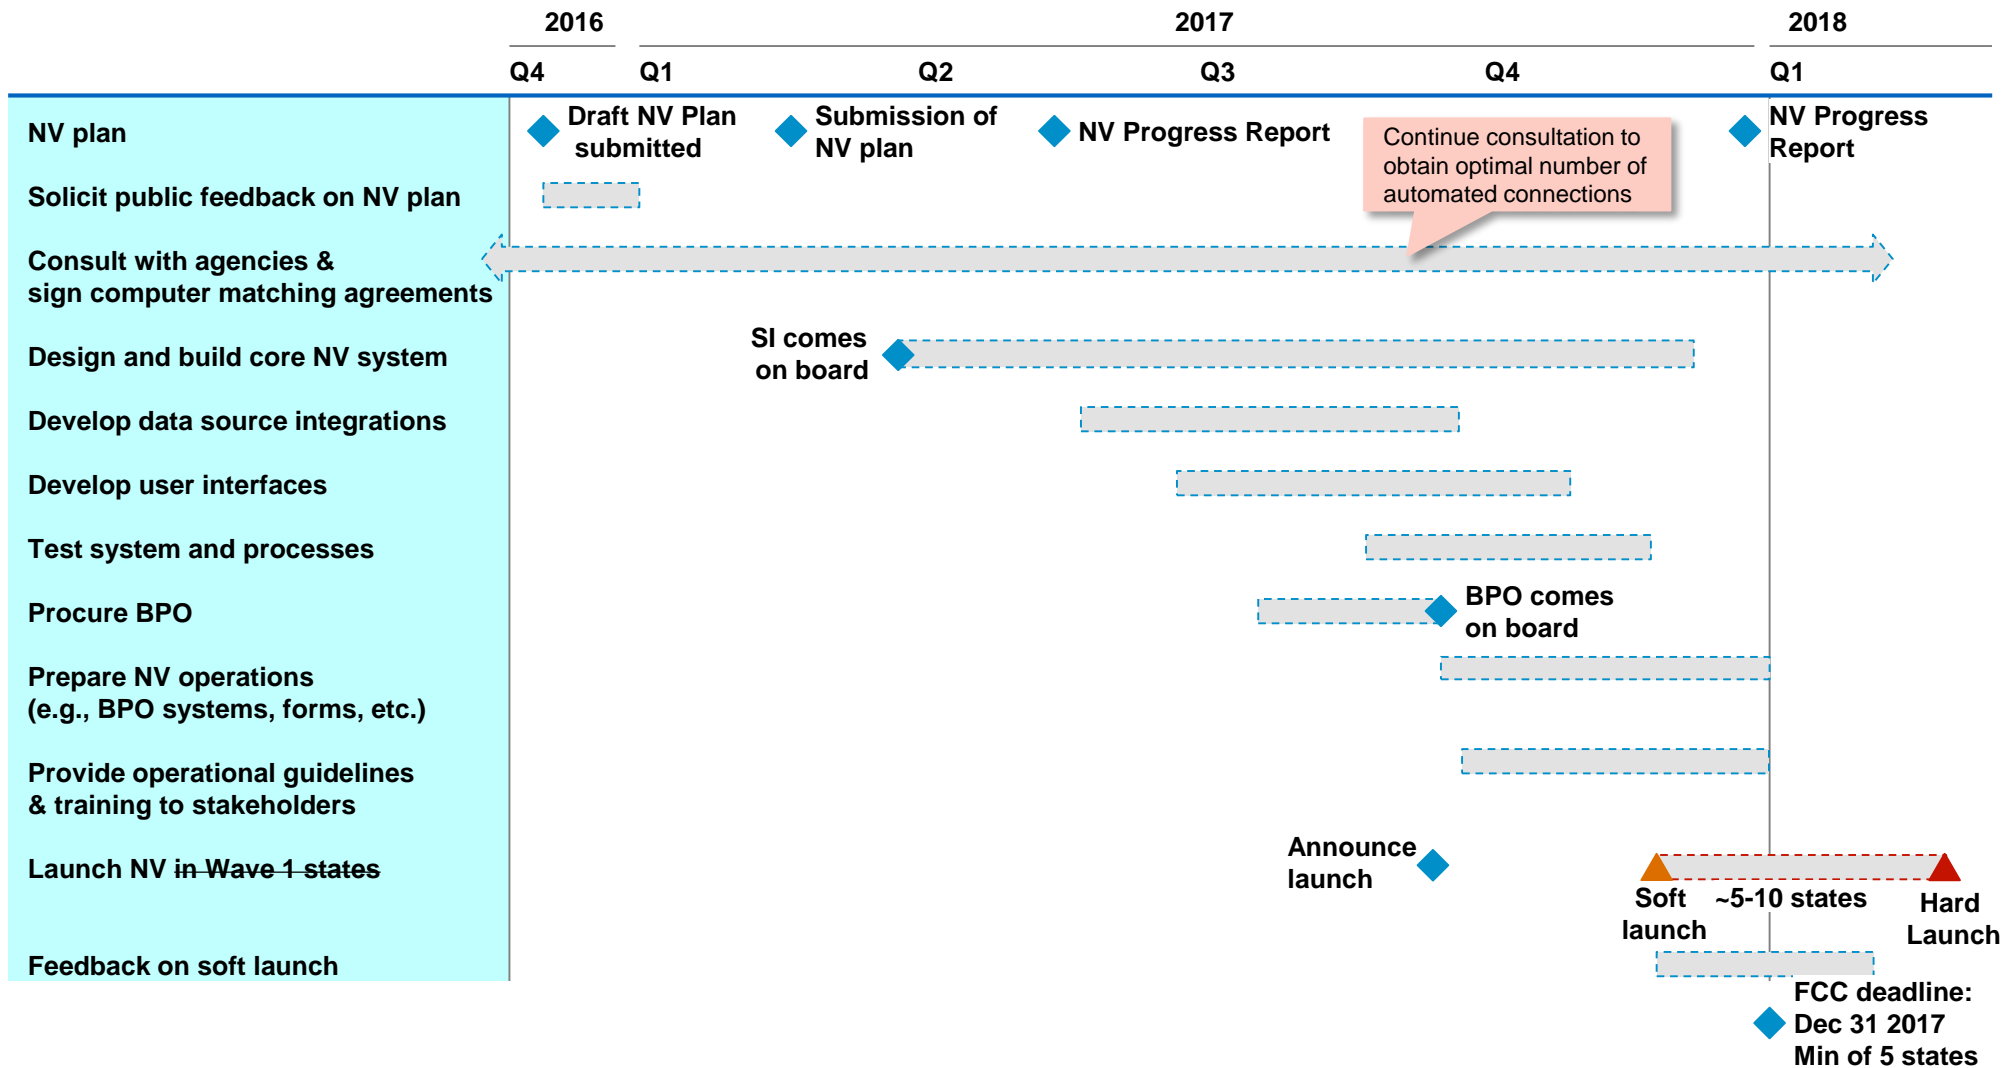 2016
2017
2018
Q4
Q1
Q2
Q3
Q4
Q1
NV plan
Draft NV Plan
submitted
Submission of
NV plan
NV Progress Report
Continue consultation to
obtain optimal number of
automated connections
NV Progress
Report
Solicit public feedback on NV plan
Consult with agencies &
sign computer matching agreements
Design and build core NV system
SI comes
on board
Develop data source integrations
Develop user interfaces
Test system and processes
Procure BPO
BPO comes
on board
Prepare NV operations
(e.g., BPO systems, forms, etc.)
Provide operational guidelines
& training to stakeholders
Launch NV in Wave 1 states
Announce
launch
Soft
launch
~5-10 states
Hard
Launch
Feedback on soft launch
FCC deadline:
Dec 31 2017
Min of 5 states